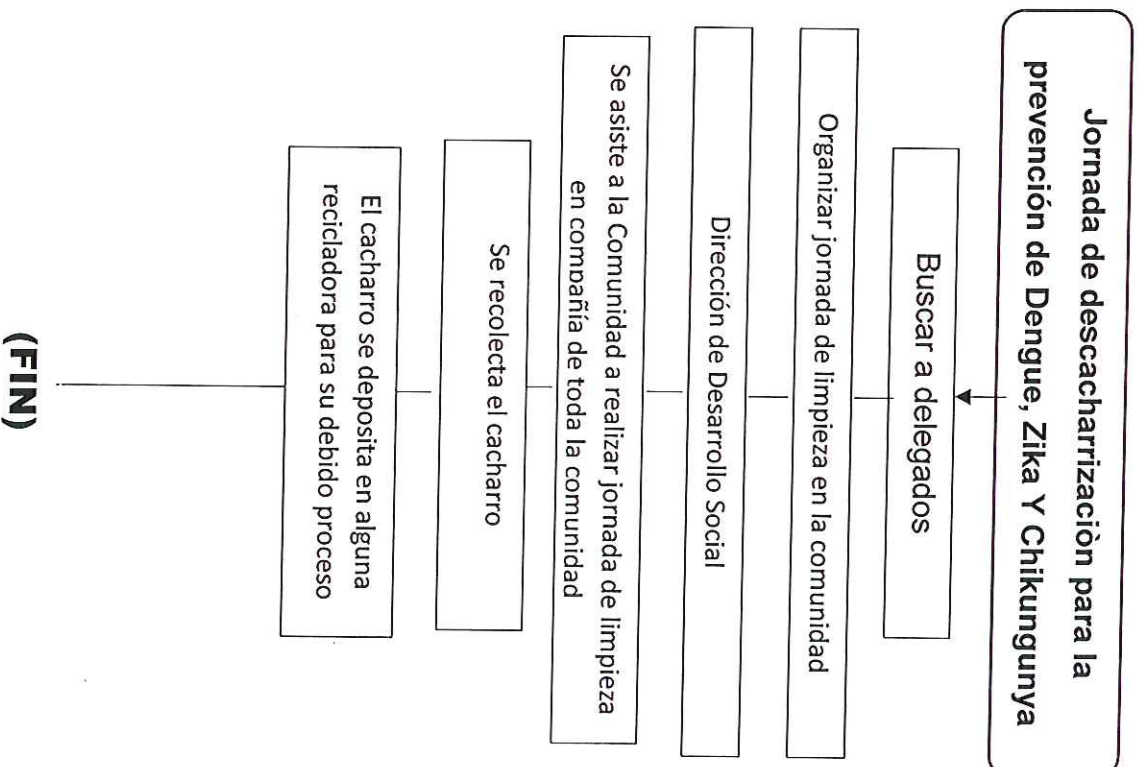 Jornada de descacharrizaciòn para la
prevención de Dengue, Zika Y Chikungunya
Buscar a delegados
Organizar jornada de limpieza en la comunidad
Dirección de Desarrollo Social
Se asiste a la Comunidad a realizar jornada de limpieza
en compañía de toda la comunidad
Se recolecta el cacharro
El cacharro se deposita en alguna
recicladora para su debido proceso
(FIN)